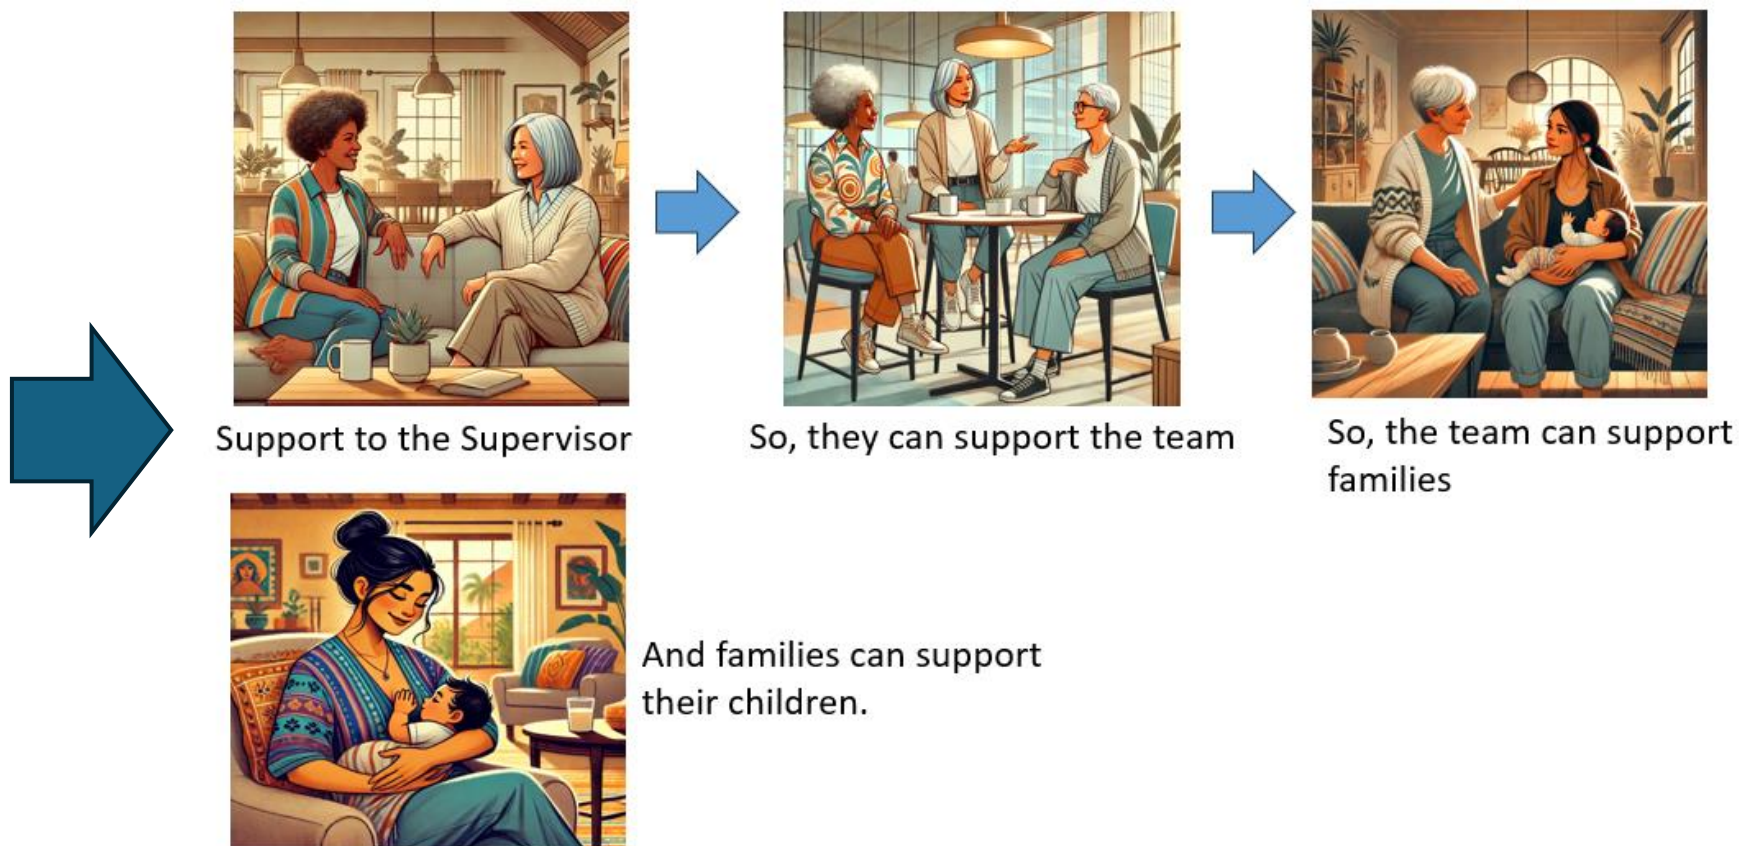 Support to the Supervisor
So, they can support the team
So, the team can support
families
And families can support
their children.